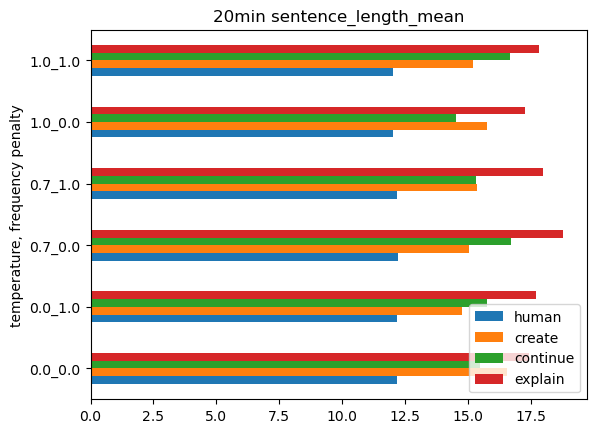 20min sentence_length_mean
temperature, frequency penalty
1.0_1.0
1.0_0.0
0.7_1.0
0.7_0.0
0.0_1.0
0.0_0.0
human
create
continue
explain
0.0 2.5 5.0 7.5 10.0 12.5 15.0 17.5